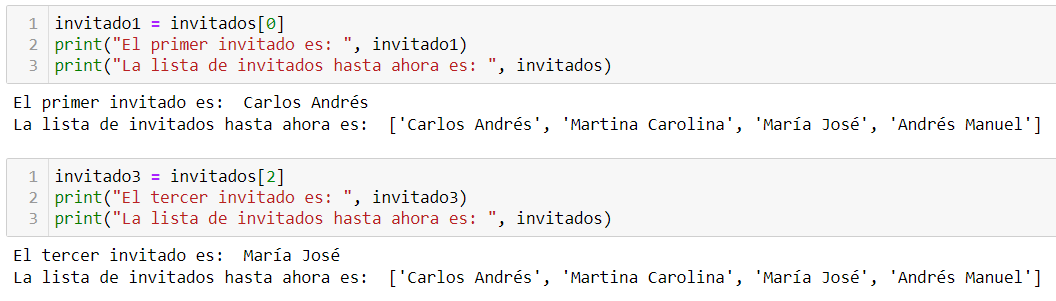 1 invitado1 = invitados[0]
2 print("El primer invitado es: ", invitado1)
3 print("La lista de invitados hasta ahora es: ", invitados)
El primer invitado es:  Carlos Andrés
La lista de invitados hasta ahora es:  ['Carlos Andrés', 'Martina Carolina', 'María José', 'Andrés Manuel']
1 invitado3 = invitados[2]
2 print("El tercer invitado es: ", invitado3)
3 print("La lista de invitados hasta ahora es: ", invitados)
El tercer invitado es:  María José
La lista de invitados hasta ahora es:  ['Carlos Andrés', 'Martina Carolina', 'María José', 'Andrés Manuel']